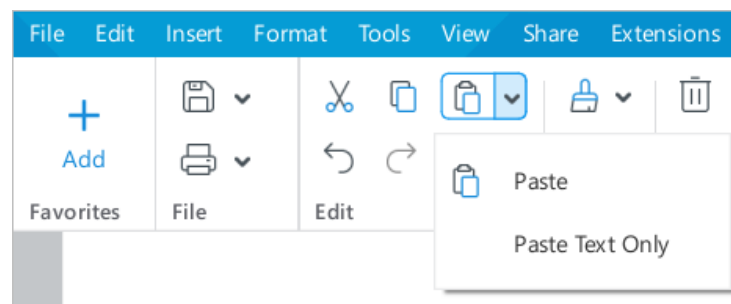 File Edit Insert Format Tools View Share Extensions
Add
Favorites File Edit
Paste
Paste Text Only